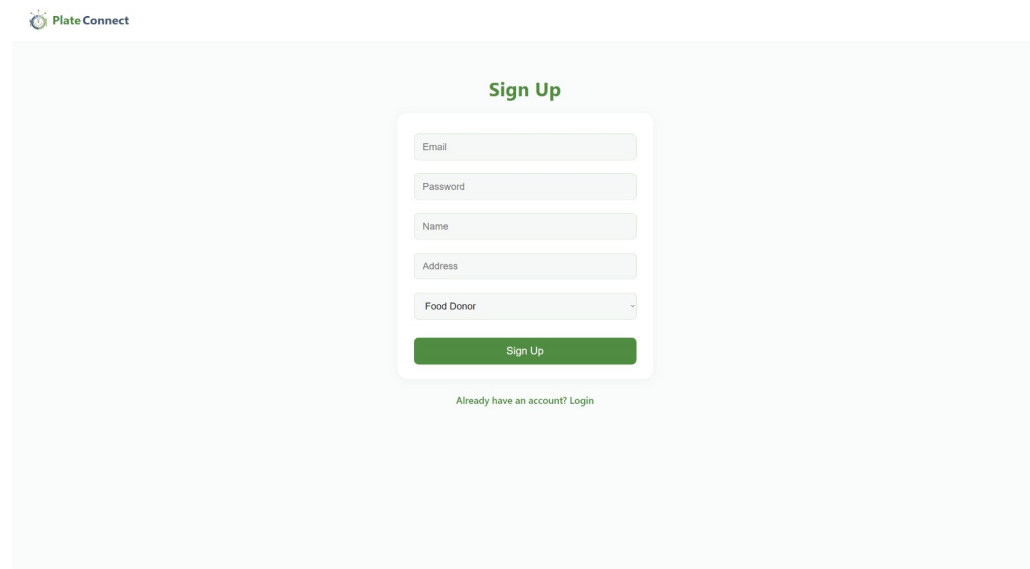 Plate Connect
Sign Up
Email
Password
Name
Address
Food Donor
Sign Up
Already have an account? Login